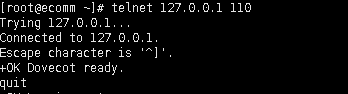 [root@ecomm ~]# telnet 127.0.0.1 110
Trying 127.0.0.1...
Connected to 127.0.0.1.
Escape character is '^]'.
+OK Dovecot ready.
quit